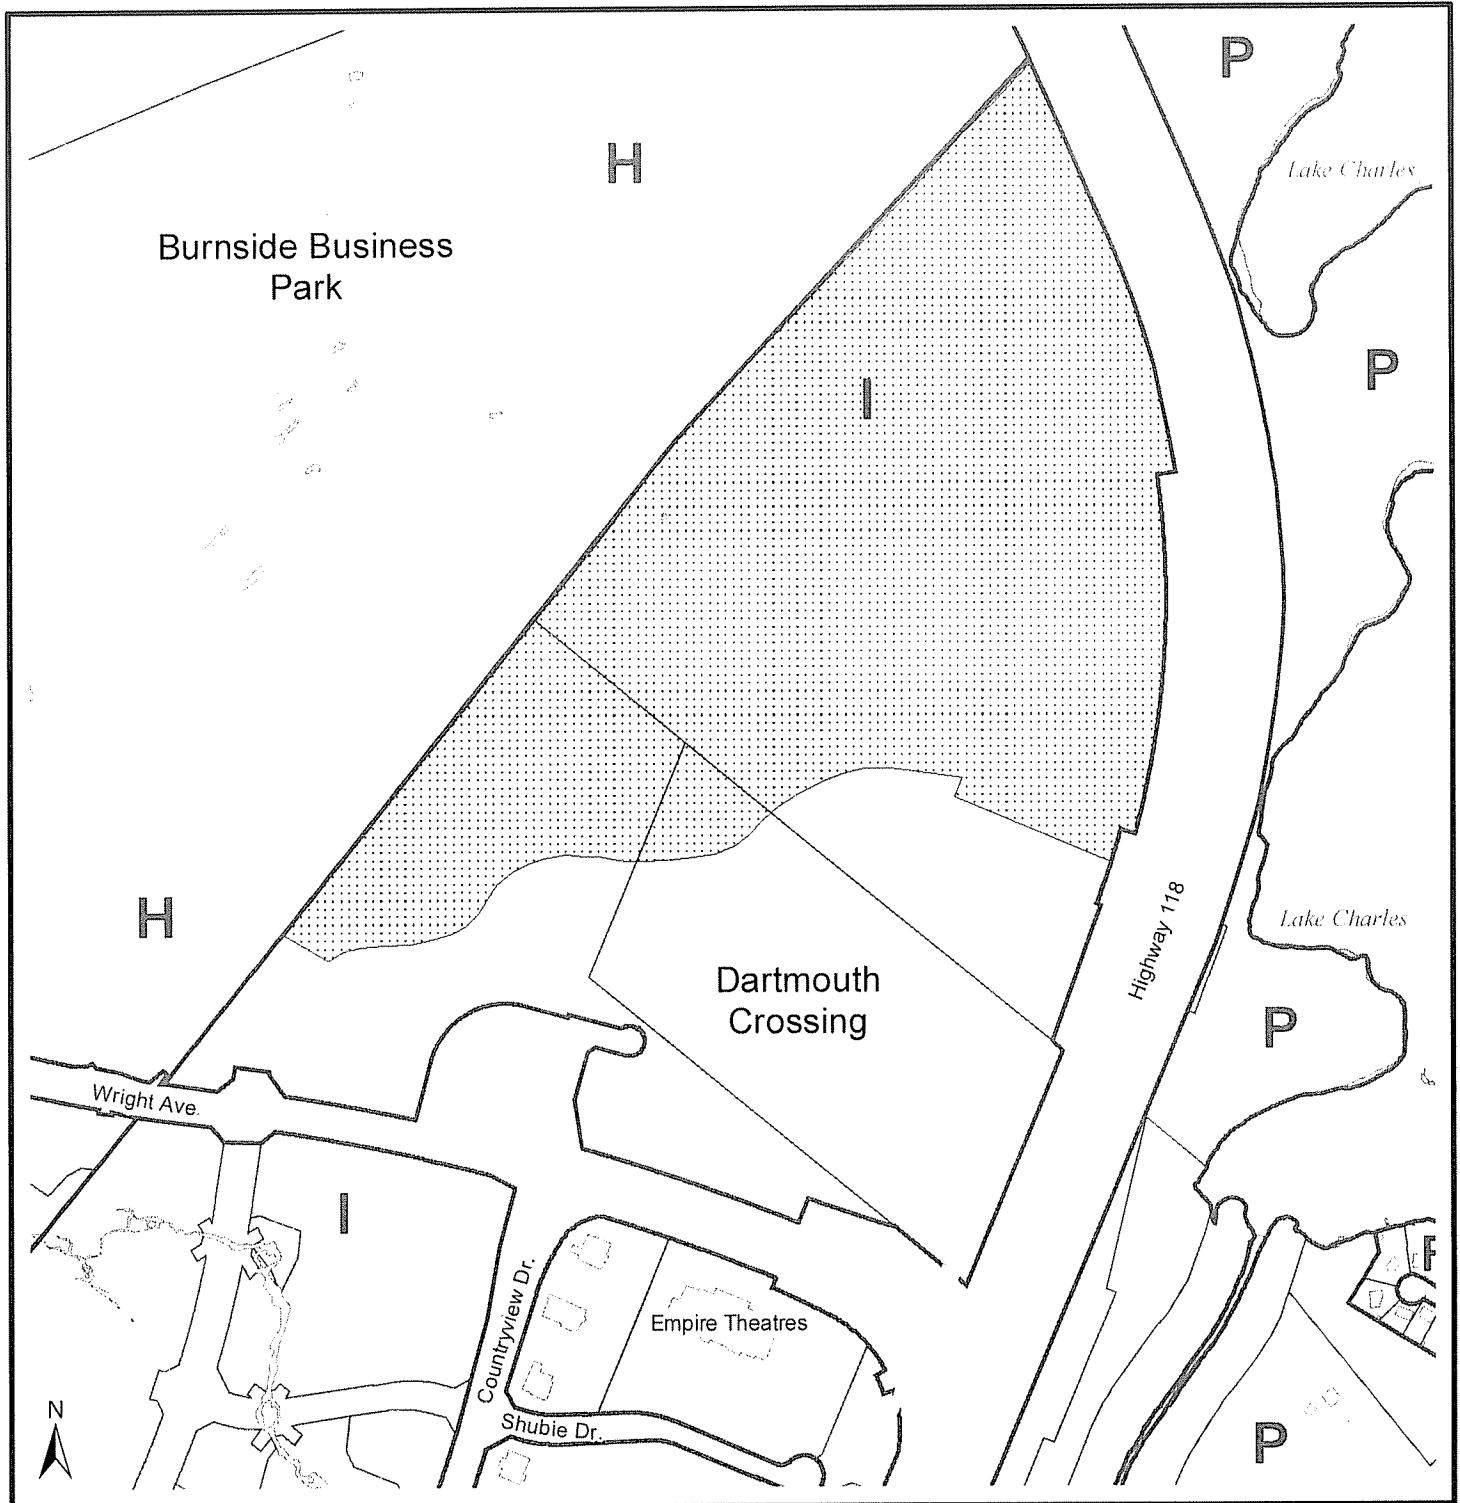 P
Lake Charles
H
Burnside Business
Park
P
I
H
Lake Charles
Highway 118
Dartmouth
Crossing
P
Wright Ave.
I
Countryview Dr.
Empire Theatres
Shubie Dr.
N
P